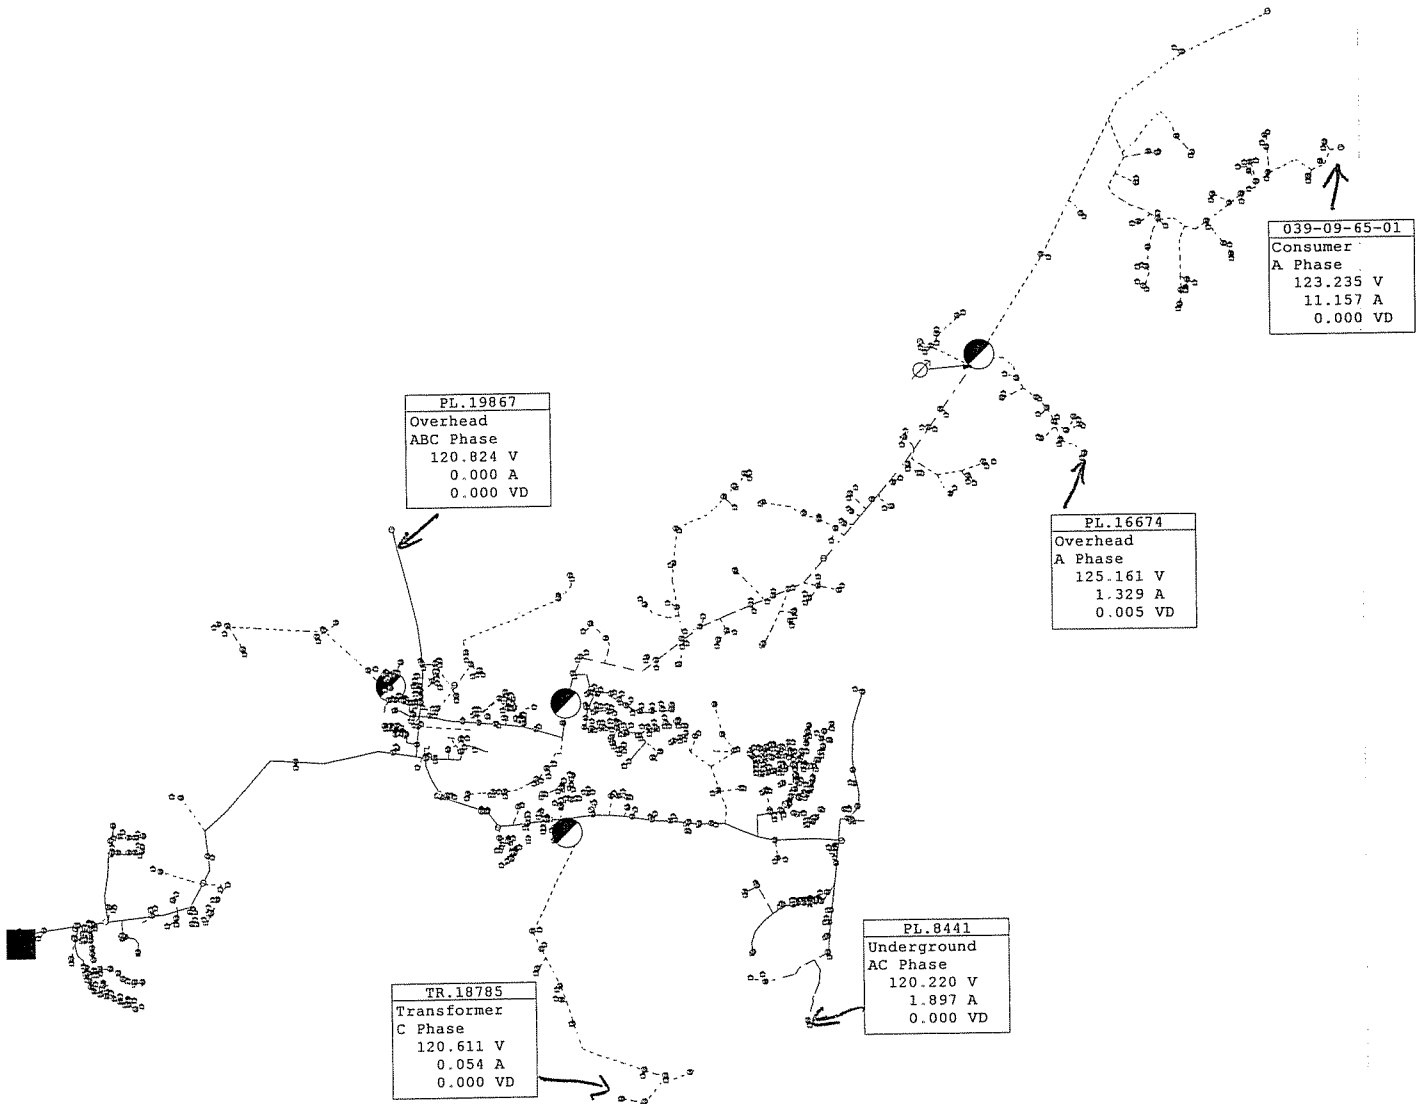 039-09-65-01
Consumer
A Phase
123.235 V
11.157 A
0.000 VD
PL.19867
Overhead
ABC Phase
120.824 V
0.000 A
0.000 VD
PL.16674
Overhead
A Phase
125.161 V
1.329 A
0.005 VD
PL.8441
Underground
AC Phase
120.220 V
1.897 A
0.000 VD
TR.18785
Transformer
C Phase
120.611 V
0.054 A
0.000 VD